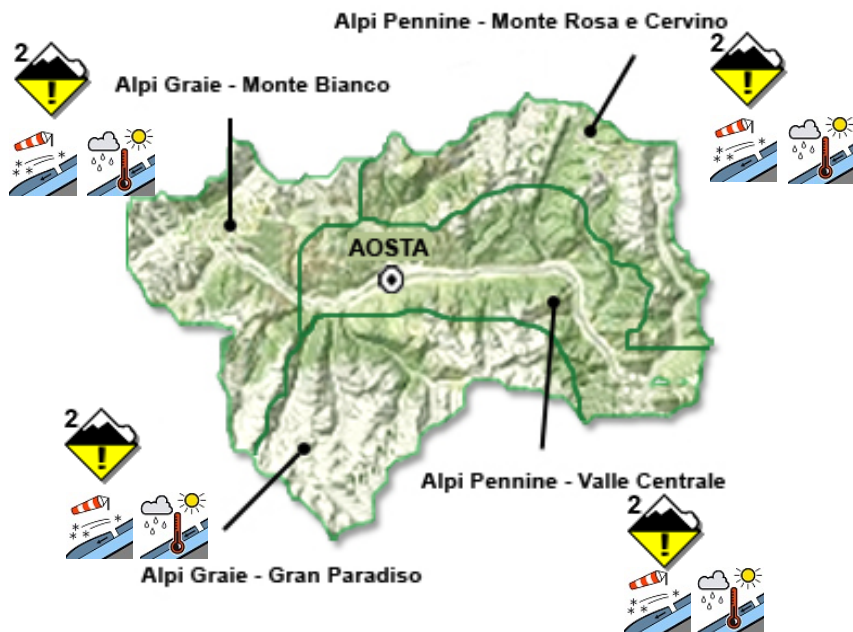 Alpi Pennine - Monte Rosa e Cervino
2
2
Alpi Graie - Monte Bianco
AOSTA
2
Alpi Pennine - Valle Centrale
2
Alpi Graie - Gran Paradiso